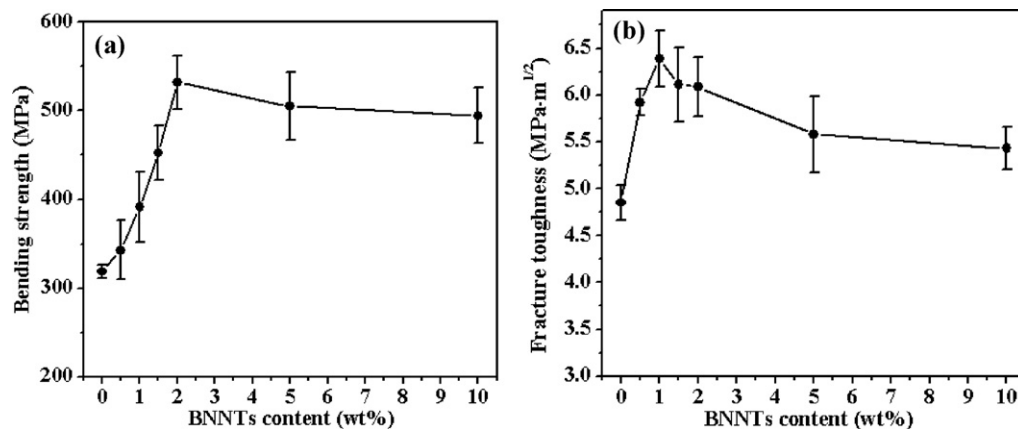 (a)
Bending strength (MPa)
600
500
400
300
200
0 1 2 3 4 5 6 7 8 9 10
BNNTs content (wt%)
(b)
Fracture toughness (MPa·m1/2)
6.5
6.0
5.5
5.0
4.5
4.0
3.5
3.0
0 1 2 3 4 5 6 7 8 9 10
BNNTs content (wt%)